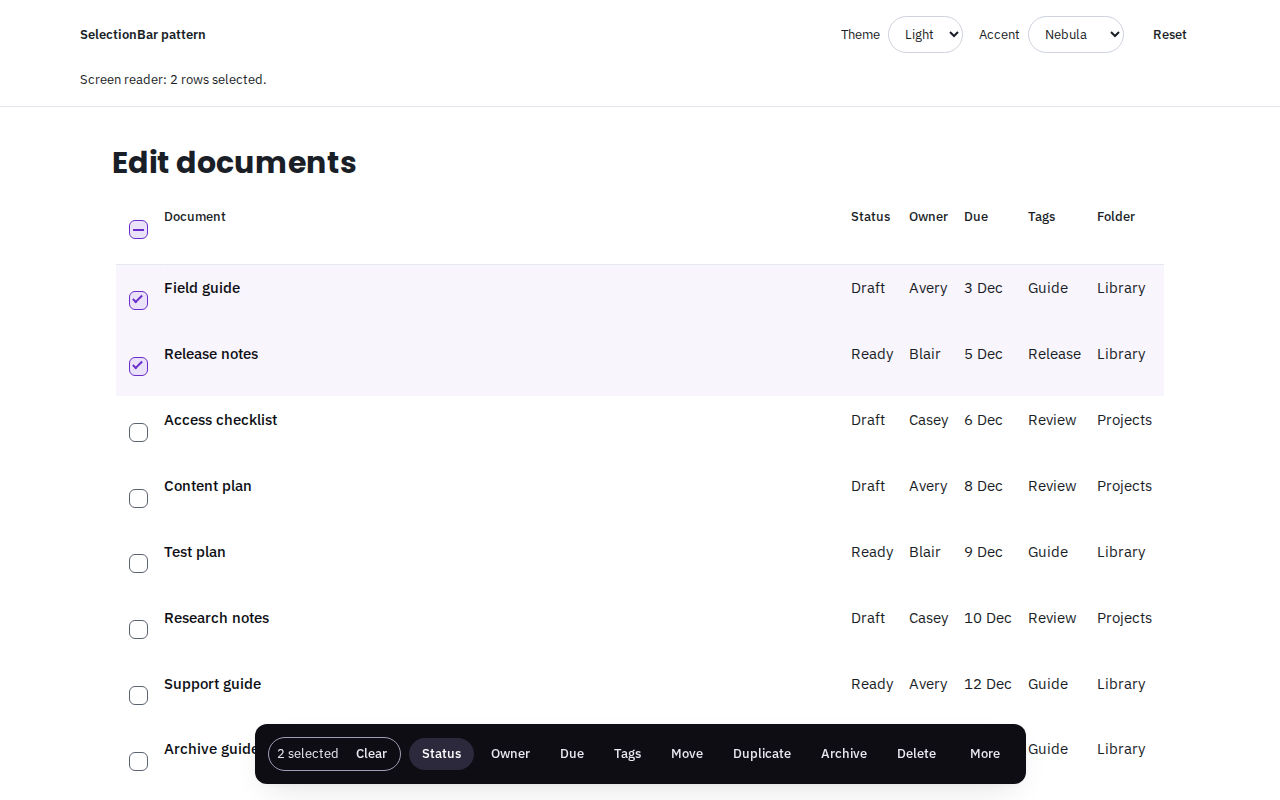 SelectionBar pattern Theme Light Accent Nebula Reset
Screen reader: 2 rows selected.
Edit documents
Document Status Owner Due Tags Folder
Field guide Draft Avery 3 Dec Guide Library
Release notes Ready Blair 5 Dec Release Library
Access checklist Draft Casey 6 Dec Review Projects
Content plan Draft Avery 8 Dec Review Projects
Test plan Ready Blair 9 Dec Guide Library
Research notes Draft Casey 10 Dec Review Projects
Support guide Ready Avery 12 Dec Guide Library
Archive guide Guide Library
2 selected Clear Status Owner Due Tags Move Duplicate Archive Delete More